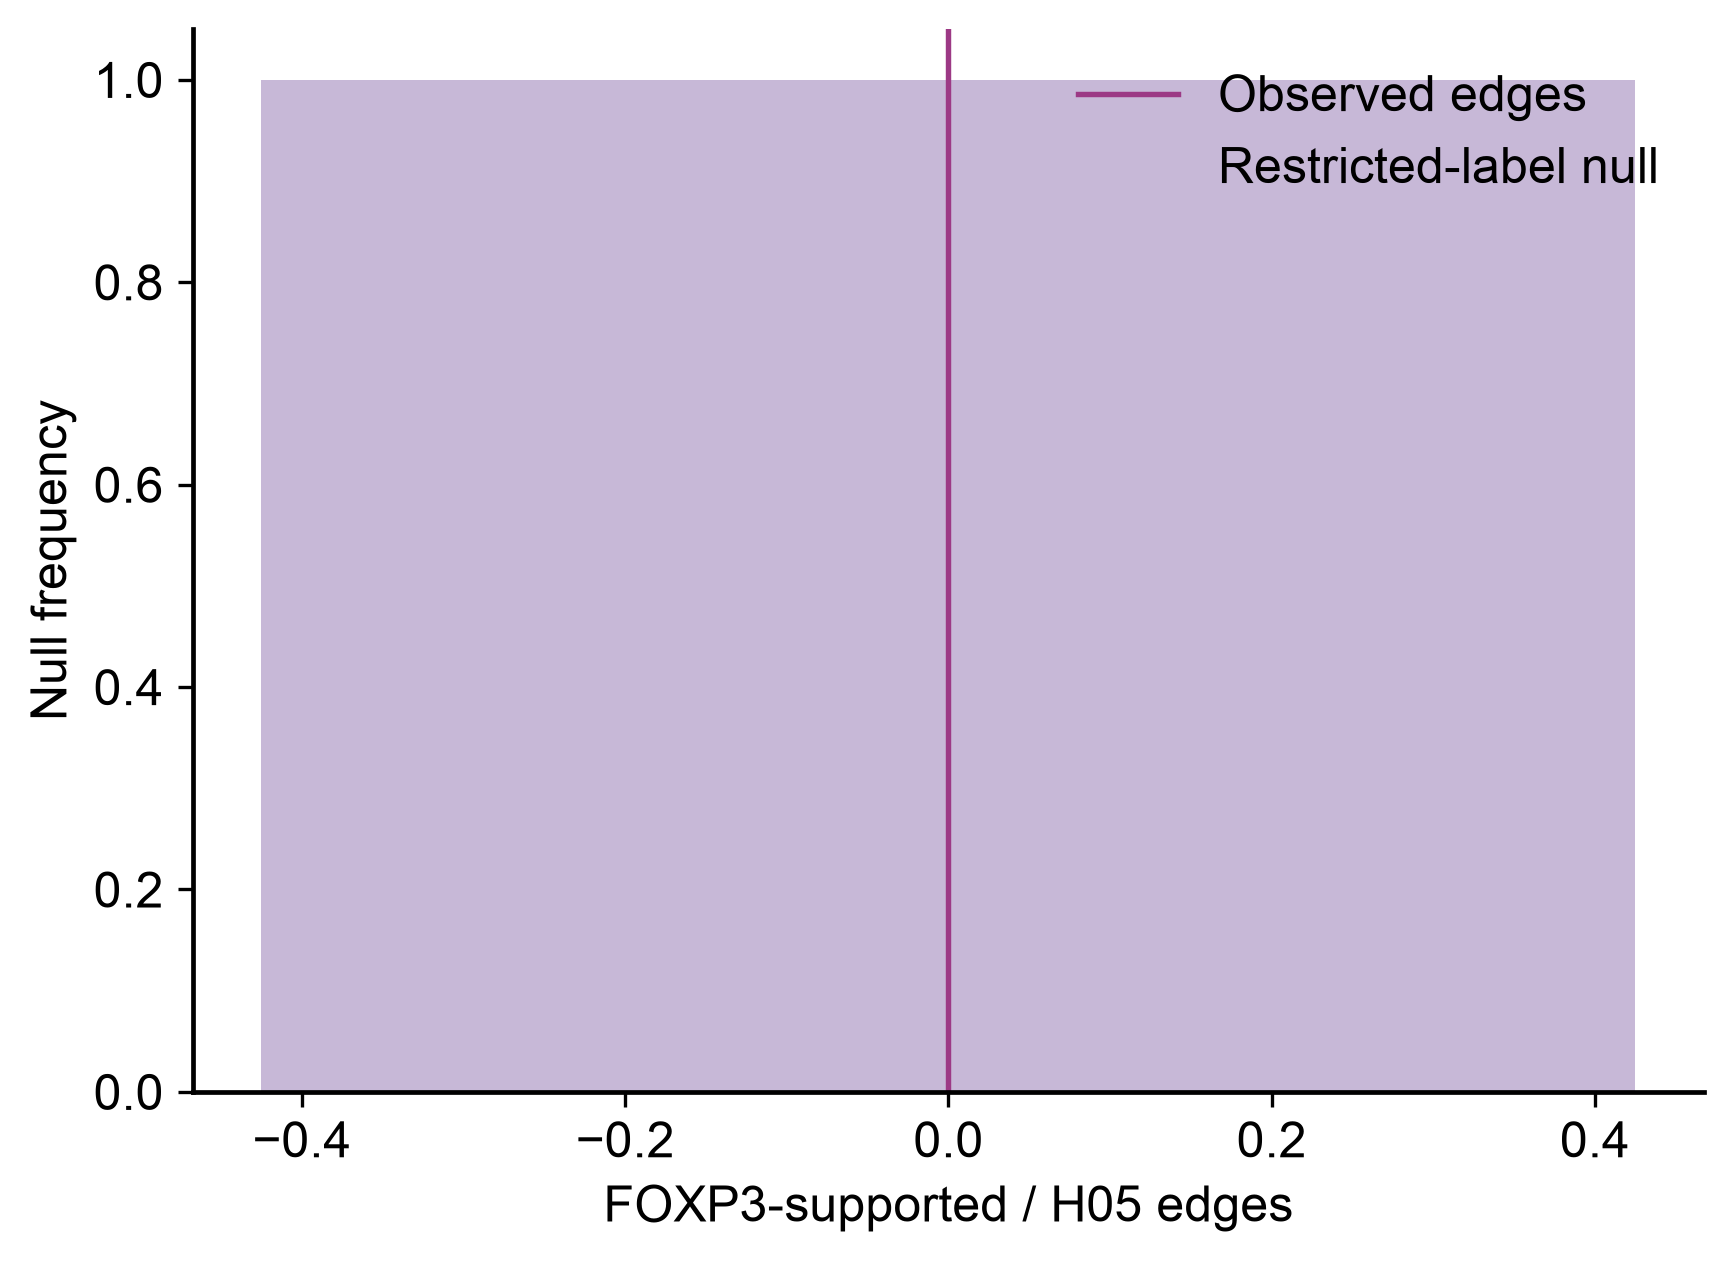 Observed edges
Restricted-label null
1.0
0.8
0.6
0.4
0.2
0.0
Null frequency
−0.4
−0.2
0.0
0.2
0.4
FOXP3-supported / H05 edges